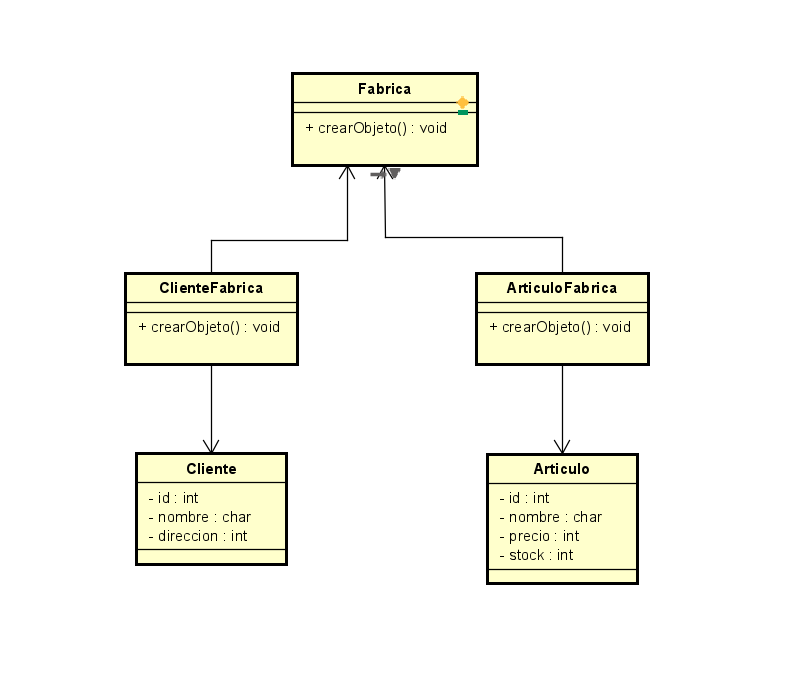 Fabrica
+ crearObjeto() : void
ClienteFabrica
+ crearObjeto() : void
ArticuloFabrica
+ crearObjeto() : void
Cliente
- id : int
- nombre : char
- direccion : int
Articulo
- id : int
- nombre : char
- precio : int
- stock : int